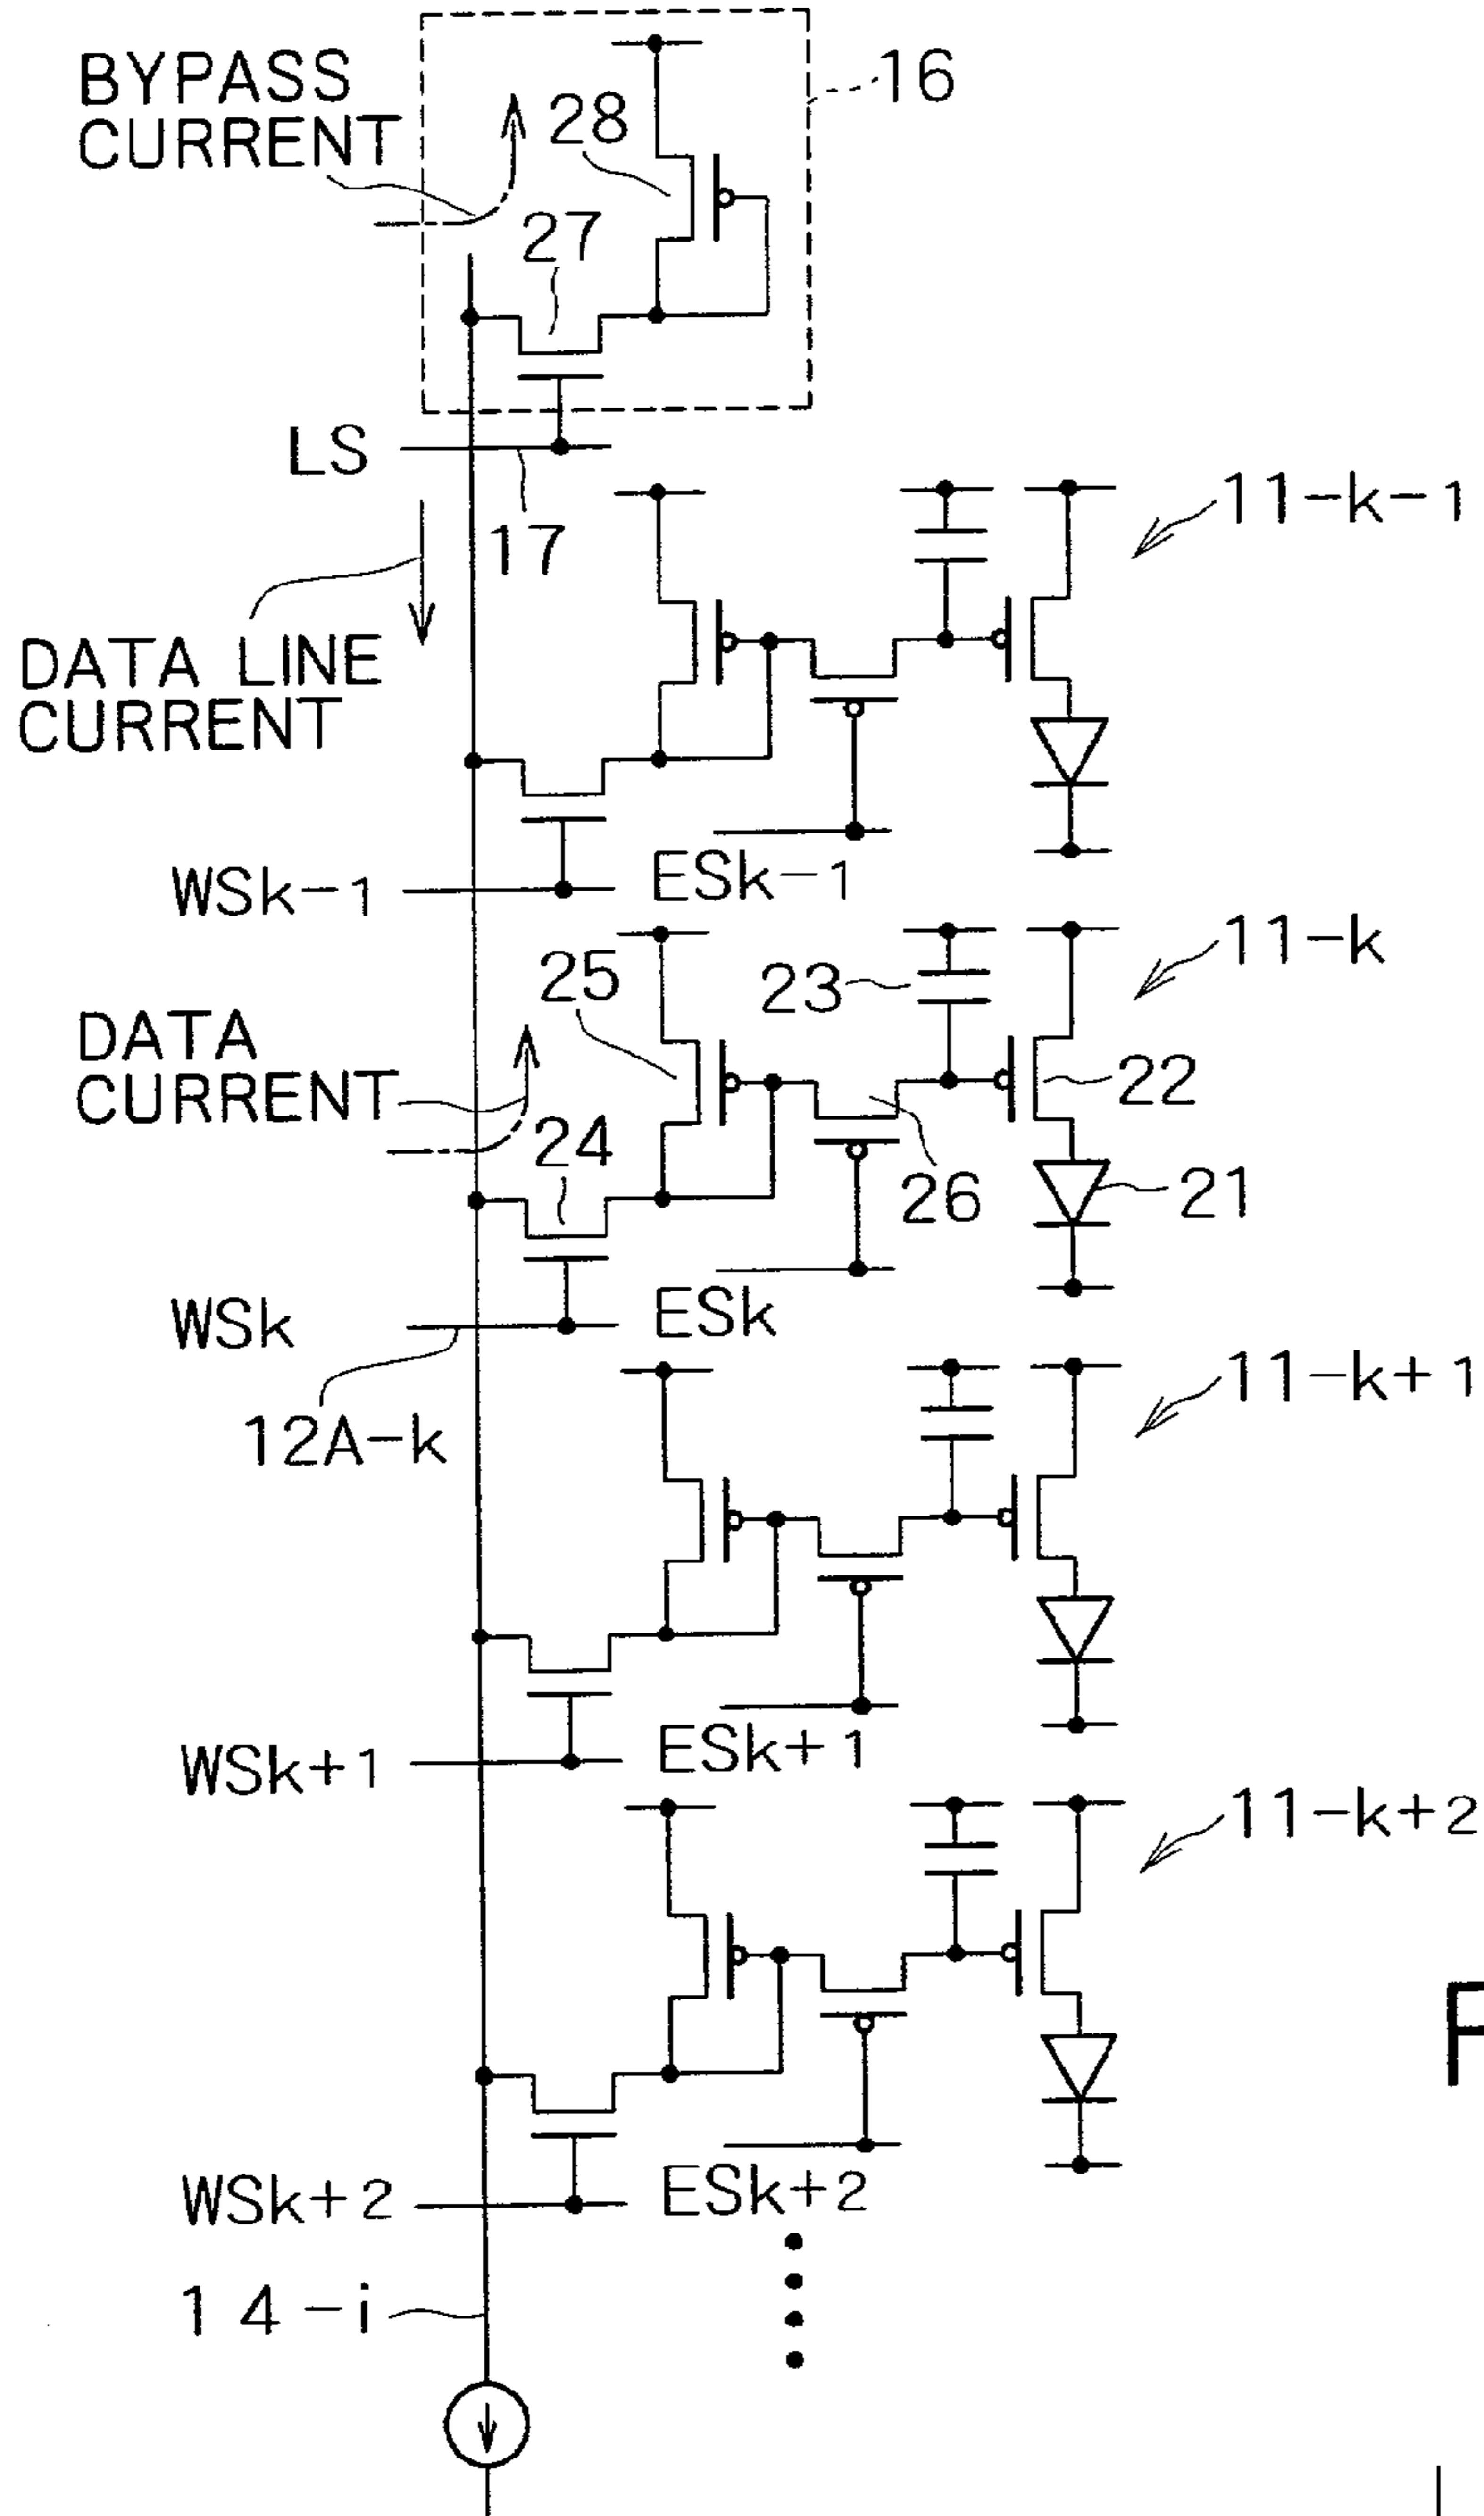 BYPASS
CURRENT
28
16
27
LS
17
11-k-1
DATA LINE
CURRENT
WSk-1
ESk-1
11-k
25
23
DATA
CURRENT
22
24
26
21
WSk
ESk
12A-k
11-k+1
WSk+1
ESk+1
11-k+2
WSk+2
ESk+2
14-i